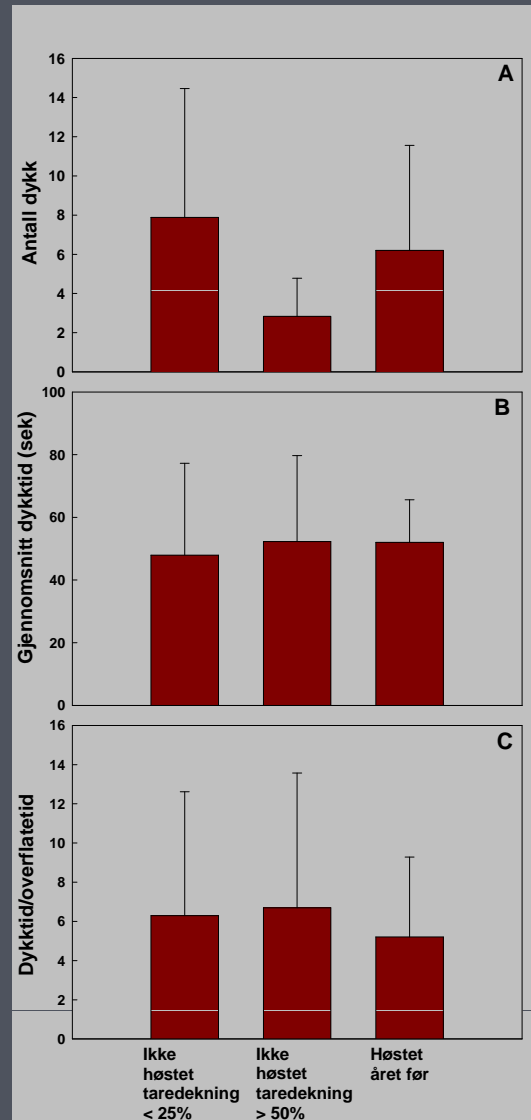 A
Antall dykk
16
14
12
10
8
6
4
2
0
B
Gjennomsnitt dykktid (sek)
100
80
60
40
20
0
C
Dykktid/overflatetid
16
14
12
10
8
6
4
2
0
Ikke
høstet
taredekning
< 25%
Ikke
høstet
taredekning
> 50%
Høstet
året før